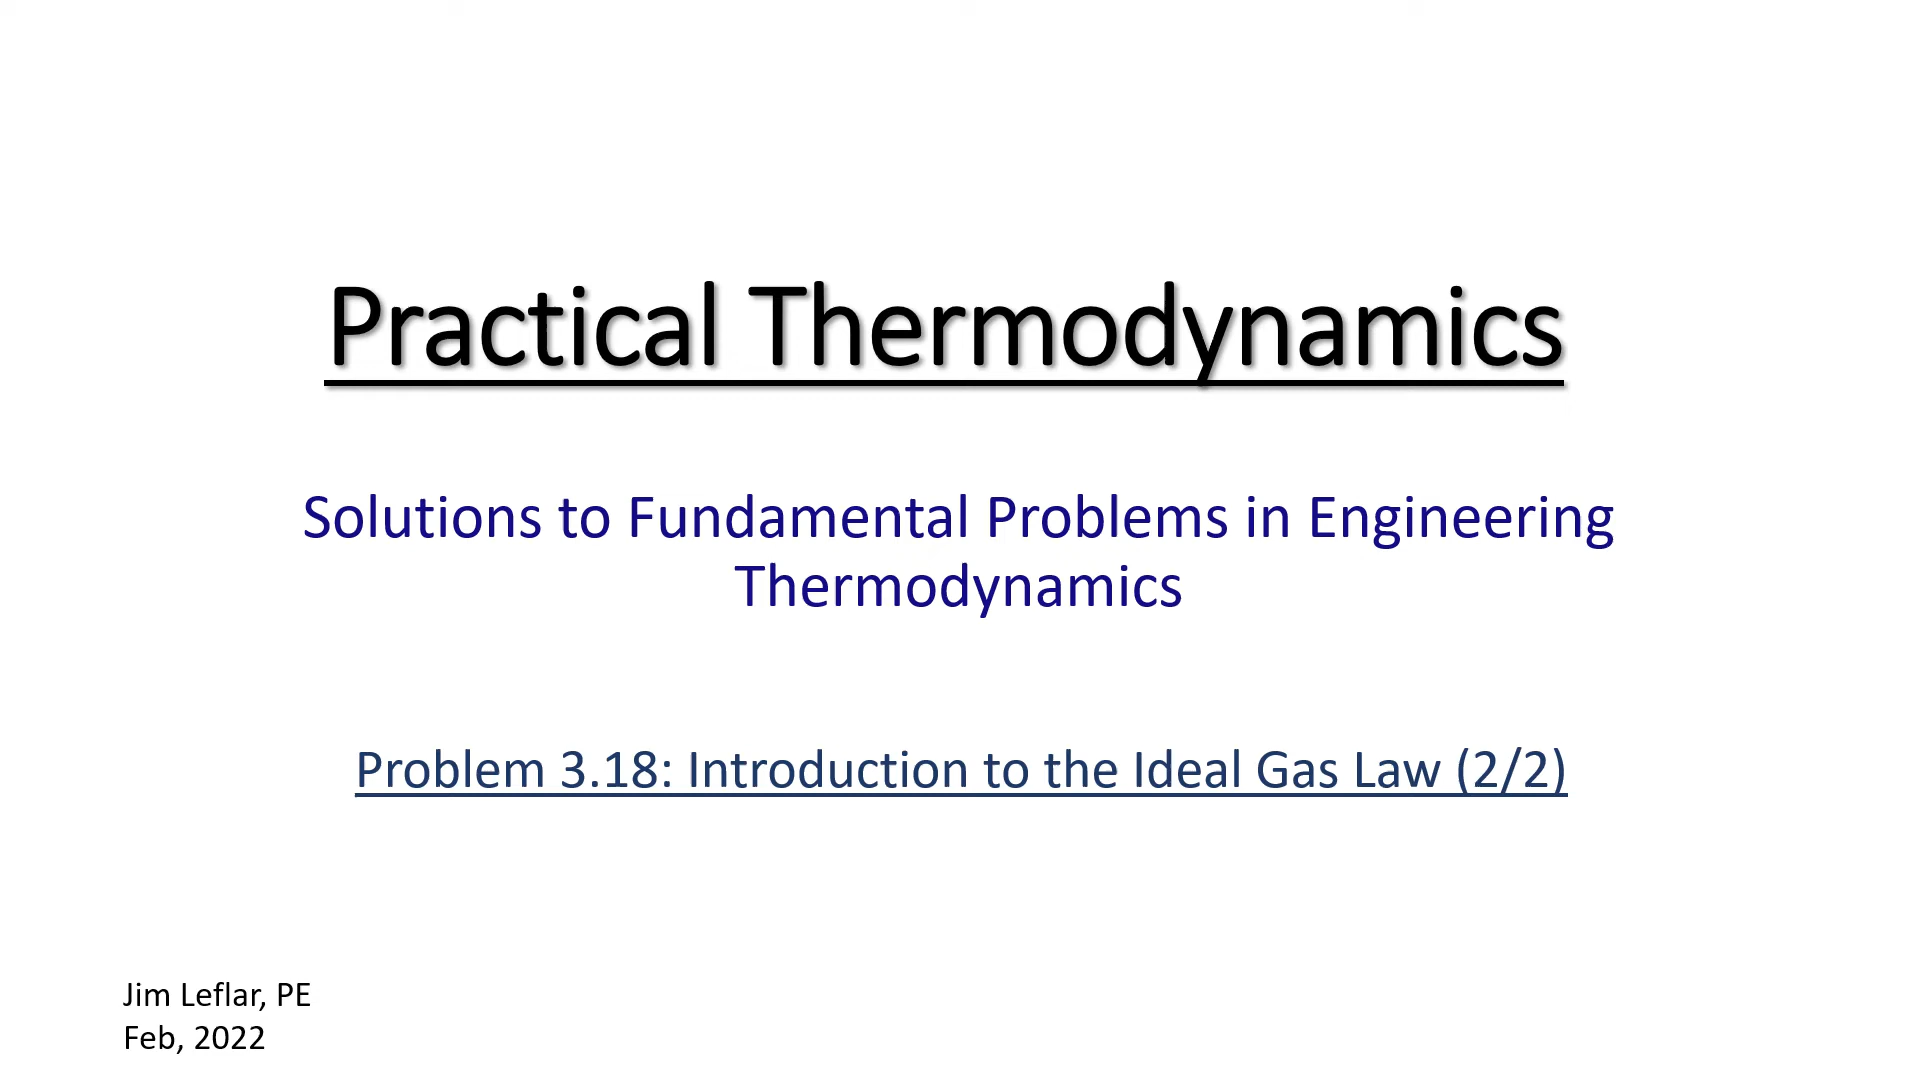 Practical Thermodynamics
Solutions to Fundamental Problems in Engineering
Thermodynamics
Problem 3.18: Introduction to the Ideal Gas Law (2/2)
Jim Leflar, PE
Feb, 2022